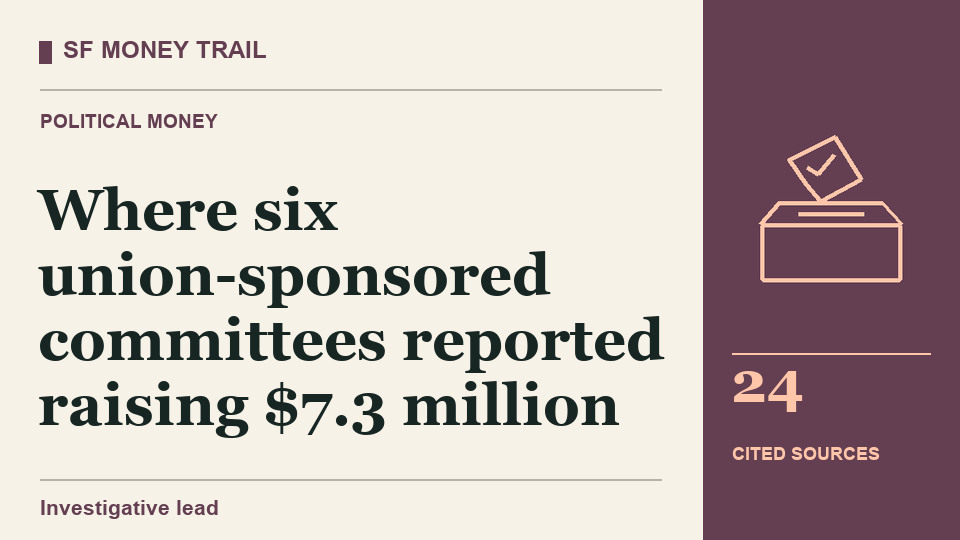 SF MONEY TRAIL
POLITICAL MONEY
Where six
union-sponsored
committees reported
raising $7.3 million
Investigative lead
24
CITED SOURCES